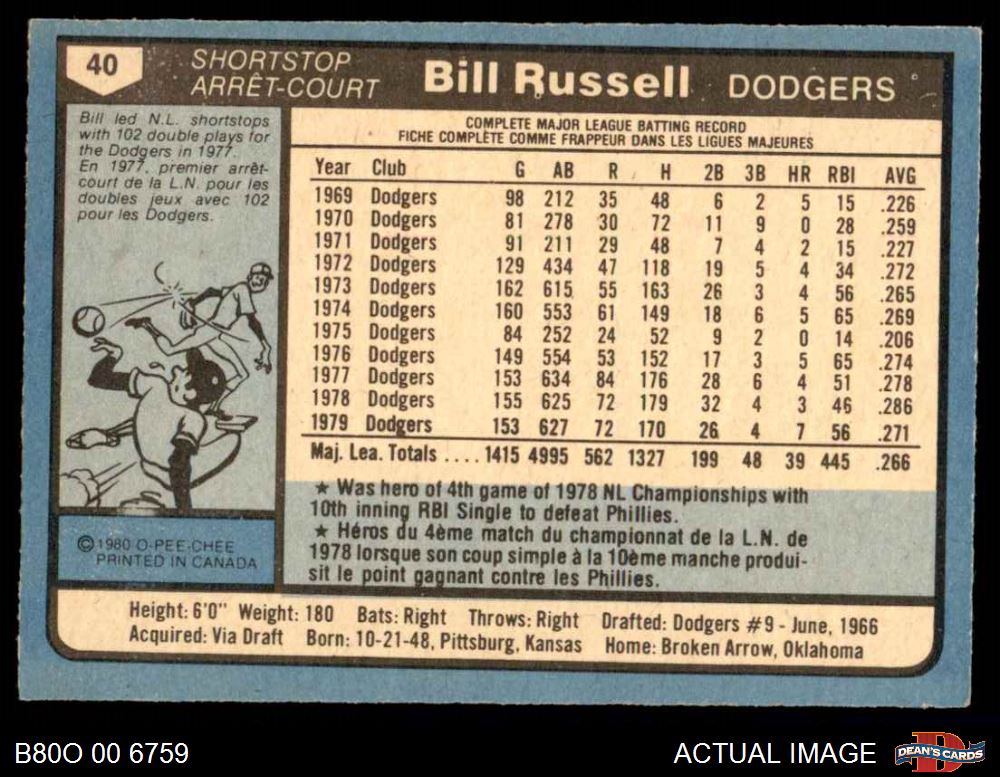 40
SHORTSTOP
ARRÊT-COURT
Bill Russell
DODGERS
Bill led N.L. shortstops
with 102 double plays for
the Dodgers in 1977.
En 1977, premier arrêt-
court de la L.N. pour les
doubles jeux avec 102
pour les Dodgers.
COMPLETE MAJOR LEAGUE BATTING RECORD
FICHE COMPLÈTE COMME FRAPPEUR DANS LES LIGUES MAJEURES
Year Club G AB R H 2B 3B HR RBI AVG
1969 Dodgers 98 212 35 48 6 2 5 15 .226
1970 Dodgers 81 278 30 72 11 9 0 28 .259
1971 Dodgers 91 211 29 48 7 4 2 15 .227
1972 Dodgers 129 434 47 118 19 5 4 34 .272
1973 Dodgers 162 615 55 163 26 3 4 56 .265
1974 Dodgers 160 553 61 149 18 6 5 65 .269
1975 Dodgers 84 252 24 52 9 2 0 14 .206
1976 Dodgers 149 554 53 152 17 3 5 65 .274
1977 Dodgers 153 634 84 176 28 6 4 51 .278
1978 Dodgers 155 625 72 179 32 4 3 46 .286
1979 Dodgers 153 627 72 170 26 4 7 56 .271
Maj. Lea. Totals .... 1415 4995 562 1327 199 48 39 445 .266
★ Was hero of 4th game of 1978 NL Championships with
10th inning RBI Single to defeat Phillies.
★ Héros du 4ème match du championnat de la L.N. de
1978 lorsque son coup simple à la 10ème manche produi-
sit le point gagnant contre les Phillies.
© 1980 O-PEE-CHEE
PRINTED IN CANADA
Height: 6'0" Weight: 180 Bats: Right Throws: Right Drafted: Dodgers #9 - June, 1966
Acquired: Via Draft Born: 10-21-48, Pittsburg, Kansas Home: Broken Arrow, Oklahoma
B80O 00 6759
ACTUAL IMAGE
DEAN'S CARDS